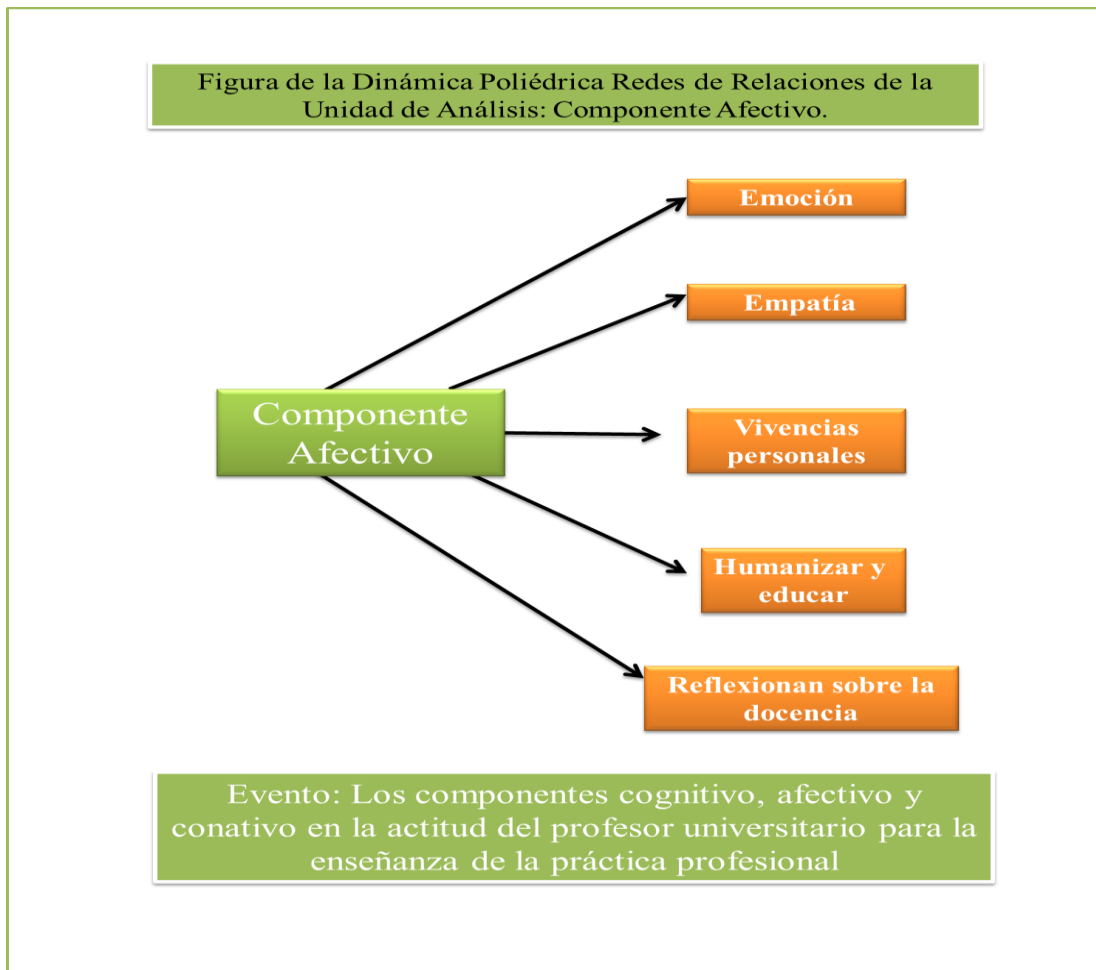 Figura de la Dinámica Poliédrica Redes de Relaciones de la
Unidad de Análisis: Componente Afectivo.
Emoción
Empatía
Componente
Afectivo
Vivencias
personales
Humanizar y
educar
Reflexionan sobre la
docencia
Evento: Los componentes cognitivo, afectivo y
conativo en la actitud del profesor universitario para la
enseñanza de la práctica profesional